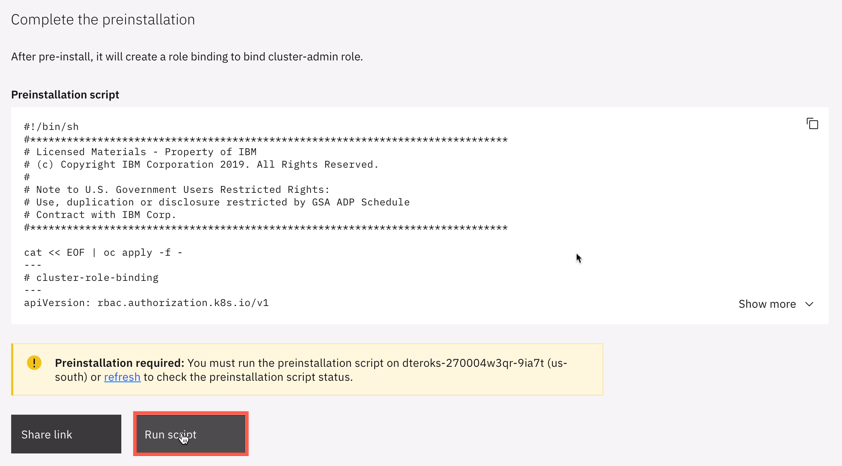 Complete the preinstallation
After pre-install, it will create a role binding to bind cluster-admin role.
Preinstallation script
#!/bin/sh
#******************************************************************************
# Licensed Materials - Property of IBM
# (c) Copyright IBM Corporation 2019. All Rights Reserved.
#
# Note to U.S. Government Users Restricted Rights:
# Use, duplication or disclosure restricted by GSA ADP Schedule
# Contract with IBM Corp.
#******************************************************************************
cat << EOF | oc apply -f -
---
# cluster-role-binding
---
apiVersion: rbac.authorization.k8s.io/v1
Show more
Preinstallation required: You must run the preinstallation script on dteroks-270004w3qr-9ia7t (us-
south) or refresh to check the preinstallation script status.
Share link
Run script